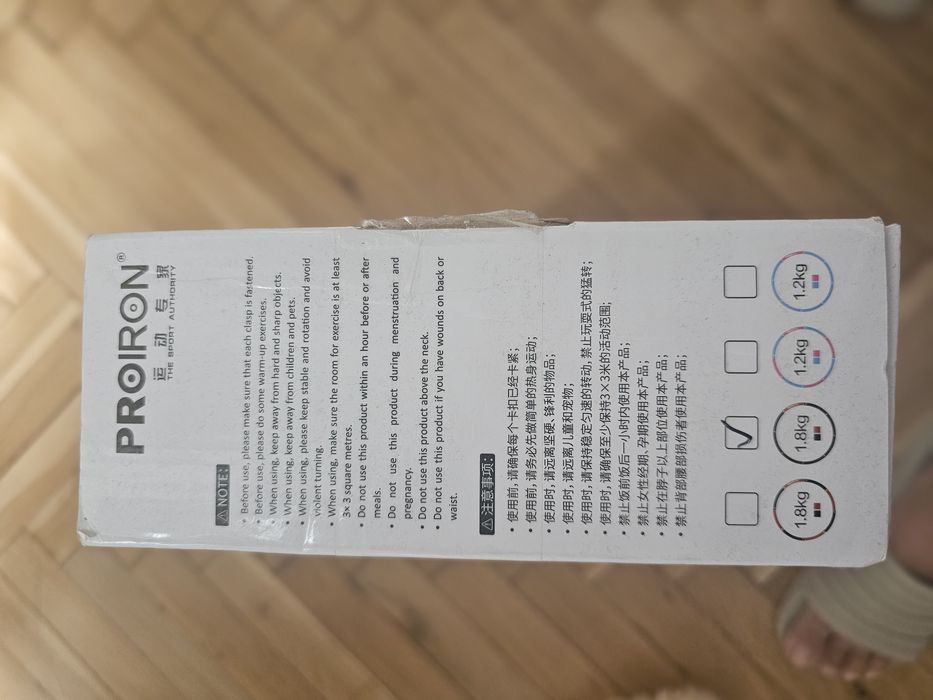 PROIRON®
运动专家
THE SPORT AUTHORITY
⚠ NOTE:
• Before use, please make sure that each clasp is fastened.
• Before use, please do some warm-up exercises.
• When using, keep away from hard and sharp objects.
• When using, keep away from children and pets.
• When using, please keep stable and rotation and avoid
violent turning.
• When using, make sure the room for exercise is at least
3× 3 square metres.
• Do not use this product within an hour before or after
meals.
• Do not use this product during menstruation and
pregnancy.
• Do not use this product above the neck.
• Do not use this product if you have wounds on back or
waist.
⚠ 注意事项:
• 使用前, 请确保每个卡扣已经卡紧;
• 使用前, 请务必先做简单的热身运动;
• 使用时, 请远离坚硬, 锋利的物品;
• 使用时, 请远离儿童和宠物;
• 使用时, 请保持稳定匀速的转动, 禁止玩耍式的猛转;
• 使用时, 请确保至少保持3×3米的活动范围;
• 禁止饭前饭后一小时内使用本产品;
• 禁止女性经期、孕期使用本产品;
• 禁止在脖子以上部位使用本产品;
• 禁止背部腰部损伤者使用本产品;
1.8kg 1.8kg 1.2kg 1.2kg